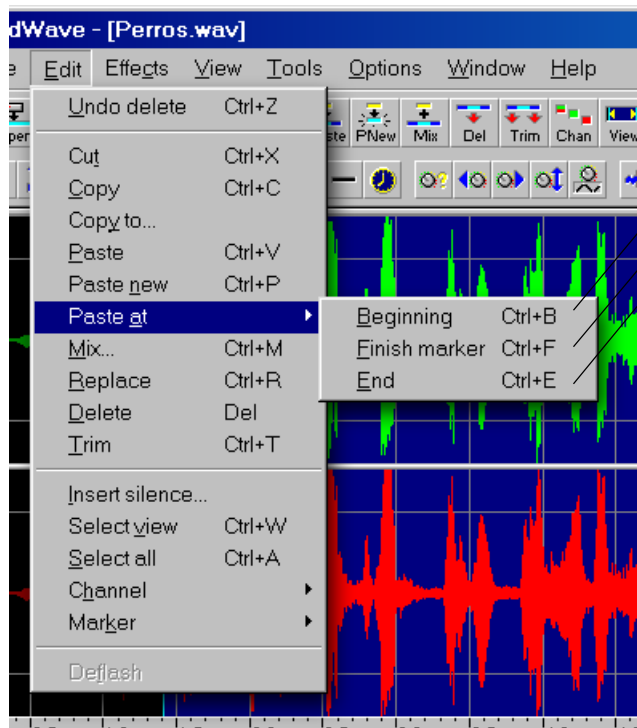 dWave - [Perros.wav]
Edit Effects View Tools Options Window Help
Undo delete Ctrl+Z
PNew Mix Del Trim Chan View
Cut Ctrl+X
Copy Ctrl+C
Copy to...
Paste Ctrl+V
Paste new Ctrl+P
Paste at
Beginning Ctrl+B
Finish marker Ctrl+F
End Ctrl+E
Mix... Ctrl+M
Replace Ctrl+R
Delete Del
Trim Ctrl+T
Insert silence...
Select view Ctrl+W
Select all Ctrl+A
Channel
Marker
Deflash